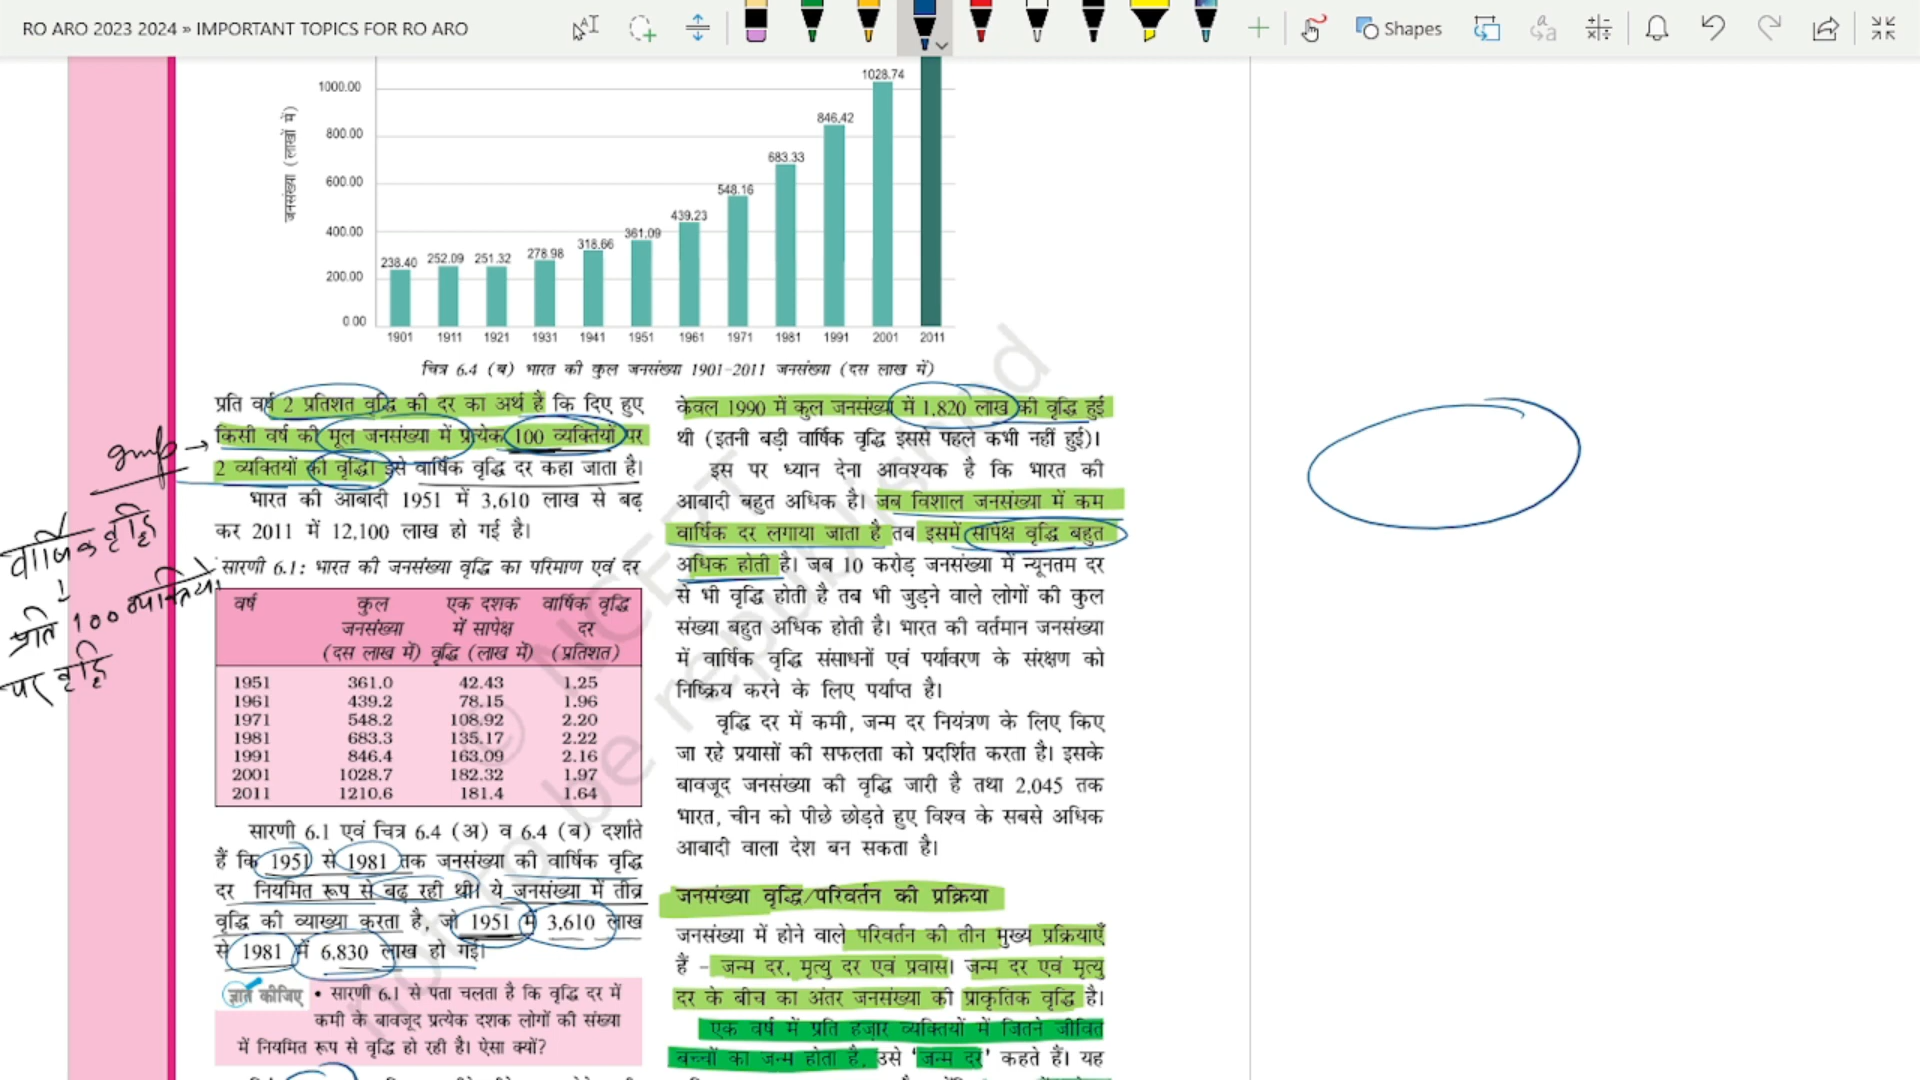 RO ARO 2023 2024 » IMPORTANT TOPICS FOR RO ARO
Shapes
1028.74
1000.00
846.42
800.00
683.33
600.00
548.16
439.23
400.00
361.09
318.66
278.98
238.40 252.09 251.32
200.00
0.00
जनसंख्या (लाखों में)
1901 1911 1921 1931 1941 1951 1961 1971 1981 1991 2001 2011
चित्र 6.4 (ब) भारत की कुल जनसंख्या 1901-2011 जनसंख्या (दस लाख में)
प्रति वर्ष 2 प्रतिशत वृद्धि की दर का अर्थ है कि दिए हुए
किसी वर्ष की मूल जनसंख्या में प्रत्येक 100 व्यक्तियों पर
2 व्यक्तियों की वृद्धि। इसे वार्षिक वृद्धि दर कहा जाता है।
भारत की आबादी 1951 में 3,610 लाख से बढ़
कर 2011 में 12,100 लाख हो गई है।
imp →
वार्षिक वृद्धि
↓
प्रति 100 व्यक्तियों
पर वृद्धि
सारणी 6.1: भारत की जनसंख्या वृद्धि का परिमाण एवं दर
वर्ष कुल एक दशक वार्षिक वृद्धि
जनसंख्या में सापेक्ष दर
(दस लाख में) वृद्धि (लाख में) (प्रतिशत)
1951 361.0 42.43 1.25
1961 439.2 78.15 1.96
1971 548.2 108.92 2.20
1981 683.3 135.17 2.22
1991 846.4 163.09 2.16
2001 1028.7 182.32 1.97
2011 1210.6 181.4 1.64
सारणी 6.1 एवं चित्र 6.4 (अ) व 6.4 (ब) दर्शाते
हैं कि 1951 से 1981 तक जनसंख्या की वार्षिक वृद्धि
दर नियमित रूप से बढ़ रही थी। ये जनसंख्या में तीव्र
वृद्धि की व्याख्या करता है, जो 1951 में 3,610 लाख
से 1981 में 6,830 लाख हो गई।
ज्ञात कीजिए • सारणी 6.1 से पता चलता है कि वृद्धि दर में
कमी के बावजूद प्रत्येक दशक लोगों की संख्या
में नियमित रूप से वृद्धि हो रही है। ऐसा क्यों?
केवल 1990 में कुल जनसंख्या में 1,820 लाख की वृद्धि हुई
थी (इतनी बड़ी वार्षिक वृद्धि इससे पहले कभी नहीं हुई)।
इस पर ध्यान देना आवश्यक है कि भारत की
आबादी बहुत अधिक है। जब विशाल जनसंख्या में कम
वार्षिक दर लगाया जाता है तब इसमें सापेक्ष वृद्धि बहुत
अधिक होती है। जब 10 करोड़ जनसंख्या में न्यूनतम दर
से भी वृद्धि होती है तब भी जुड़ने वाले लोगों की कुल
संख्या बहुत अधिक होती है। भारत की वर्तमान जनसंख्या
में वार्षिक वृद्धि संसाधनों एवं पर्यावरण के संरक्षण को
निष्क्रिय करने के लिए पर्याप्त है।
वृद्धि दर में कमी, जन्म दर नियंत्रण के लिए किए
जा रहे प्रयासों की सफलता को प्रदर्शित करता है। इसके
बावजूद जनसंख्या की वृद्धि जारी है तथा 2,045 तक
भारत, चीन को पीछे छोड़ते हुए विश्व के सबसे अधिक
आबादी वाला देश बन सकता है।
जनसंख्या वृद्धि/परिवर्तन की प्रक्रिया
जनसंख्या में होने वाले परिवर्तन की तीन मुख्य प्रक्रियाएँ
हैं – जन्म दर, मृत्यु दर एवं प्रवास। जन्म दर एवं मृत्यु
दर के बीच का अंतर जनसंख्या की प्राकृतिक वृद्धि है।
एक वर्ष में प्रति हज़ार व्यक्तियों में जितने जीवित
बच्चों का जन्म होता है, उसे 'जन्म दर' कहते हैं। यह
© NCERT
be republished